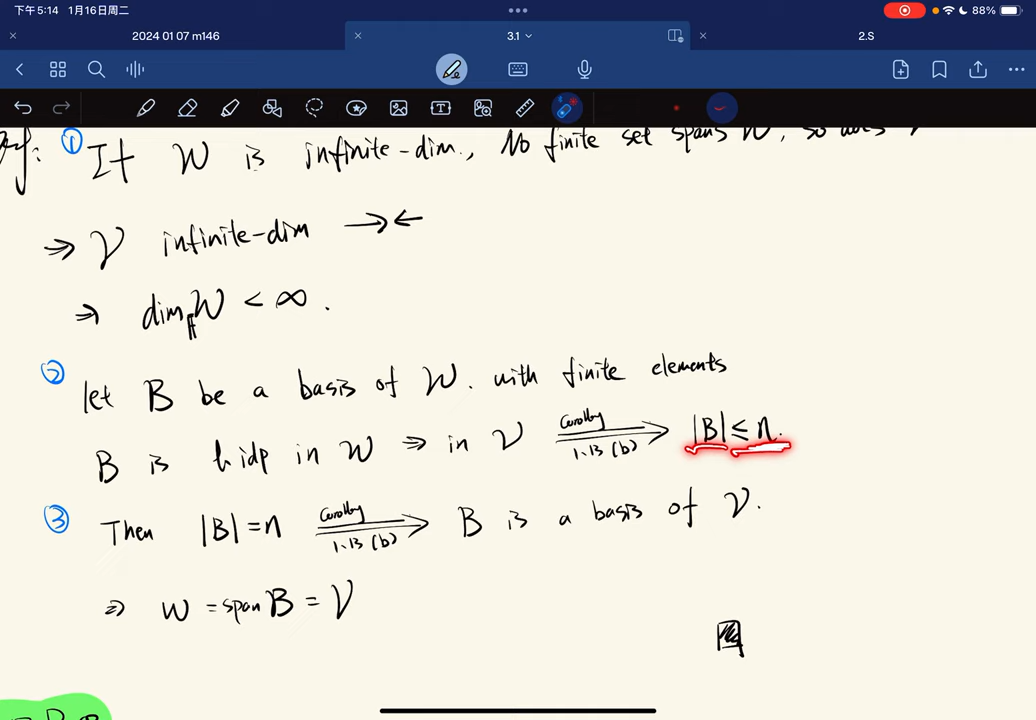 下午5:14 1月16日周二
88%
2024 01 07 m146
3.1
2.S
① If W is infinite-dim., No finite set spans W, so does
⇒ V infinite-dim →←
⇒ dim_F W < ∞.
② let B be a basis of W. with finite elements
B is lidp in W ⇒ in V Corollary 1.13 (b) |B| ≤ n.
③ Then |B| = n Corollary 1.13 (b) B is a basis of V.
⇒ W = span B = V